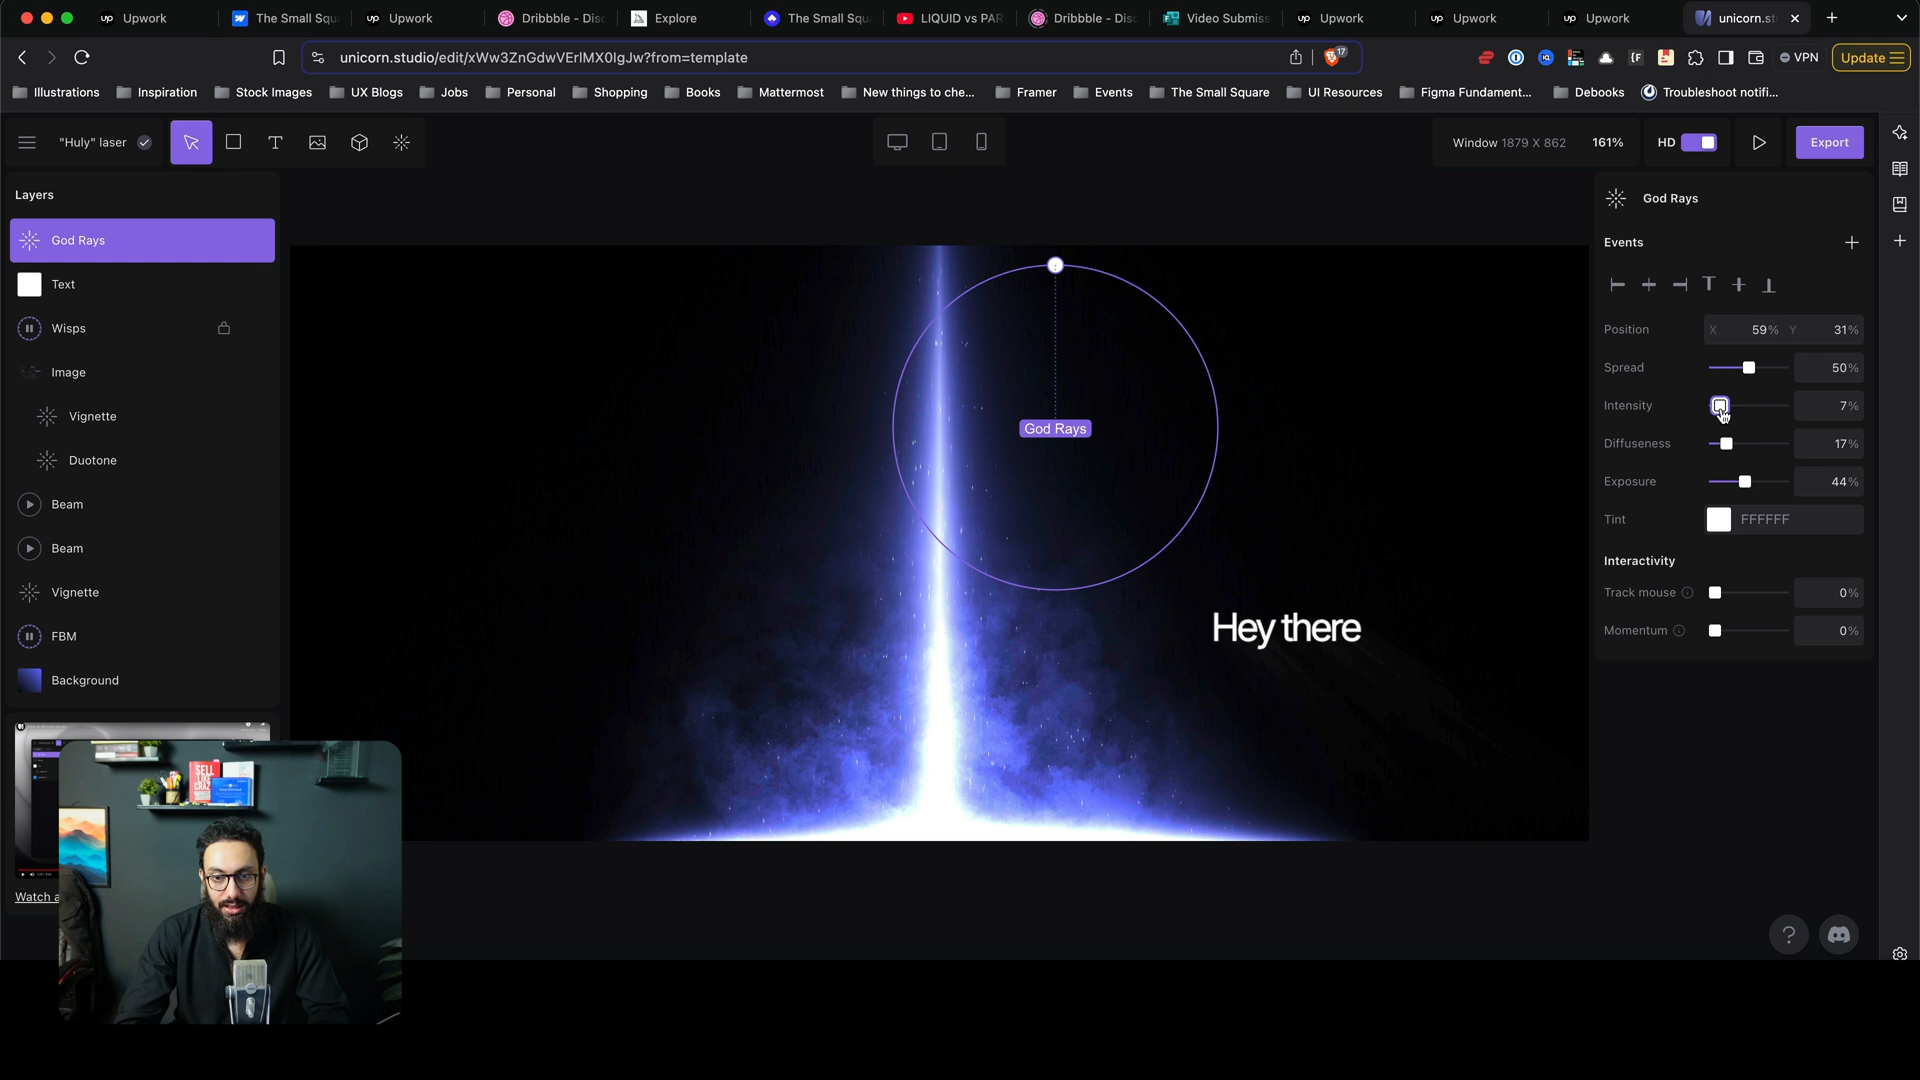 Upwork
The Small Squ
Upwork
Dribbble - Disc
Explore
The Small Squ
LIQUID vs PAR
Dribbble - Disc
Video Submiss
Upwork
Upwork
Upwork
unicorn.st
unicorn.studio/edit/xWw3ZnGdwVErlMX0lgJw?from=template
17
VPN
Update
Illustrations
Inspiration
Stock Images
UX Blogs
Jobs
Personal
Shopping
Books
Mattermost
New things to che...
Framer
Events
The Small Square
UI Resources
Figma Fundament...
Debooks
Troubleshoot notifi...
"Huly" laser
Window 1879 X 862
161%
HD
Export
Layers
God Rays
Text
Wisps
Image
Vignette
Duotone
Beam
Beam
Vignette
FBM
Background
Watch a
SELL LIKE CRAZY
God Rays
Hey there
God Rays
Events
Position X 59% Y 31%
Spread 50%
Intensity 7%
Diffuseness 17%
Exposure 44%
Tint FFFFFF
Interactivity
Track mouse 0%
Momentum 0%
?